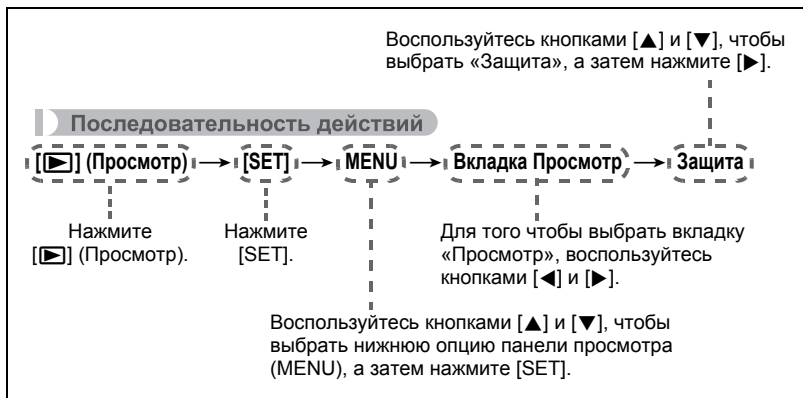 Воспользуйтесь кнопками [▲] и [▼], чтобы
выбрать «Защита», а затем нажмите [▶].
Последовательность действий
[▶] (Просмотр) → [SET] → MENU → Вкладка Просмотр → Защита
Нажмите
[▶] (Просмотр).
Нажмите
[SET].
Для того чтобы выбрать вкладку
«Просмотр», воспользуйтесь
кнопками [◀] и [▶].
Воспользуйтесь кнопками [▲] и [▼], чтобы
выбрать нижнюю опцию панели просмотра
(MENU), а затем нажмите [SET].